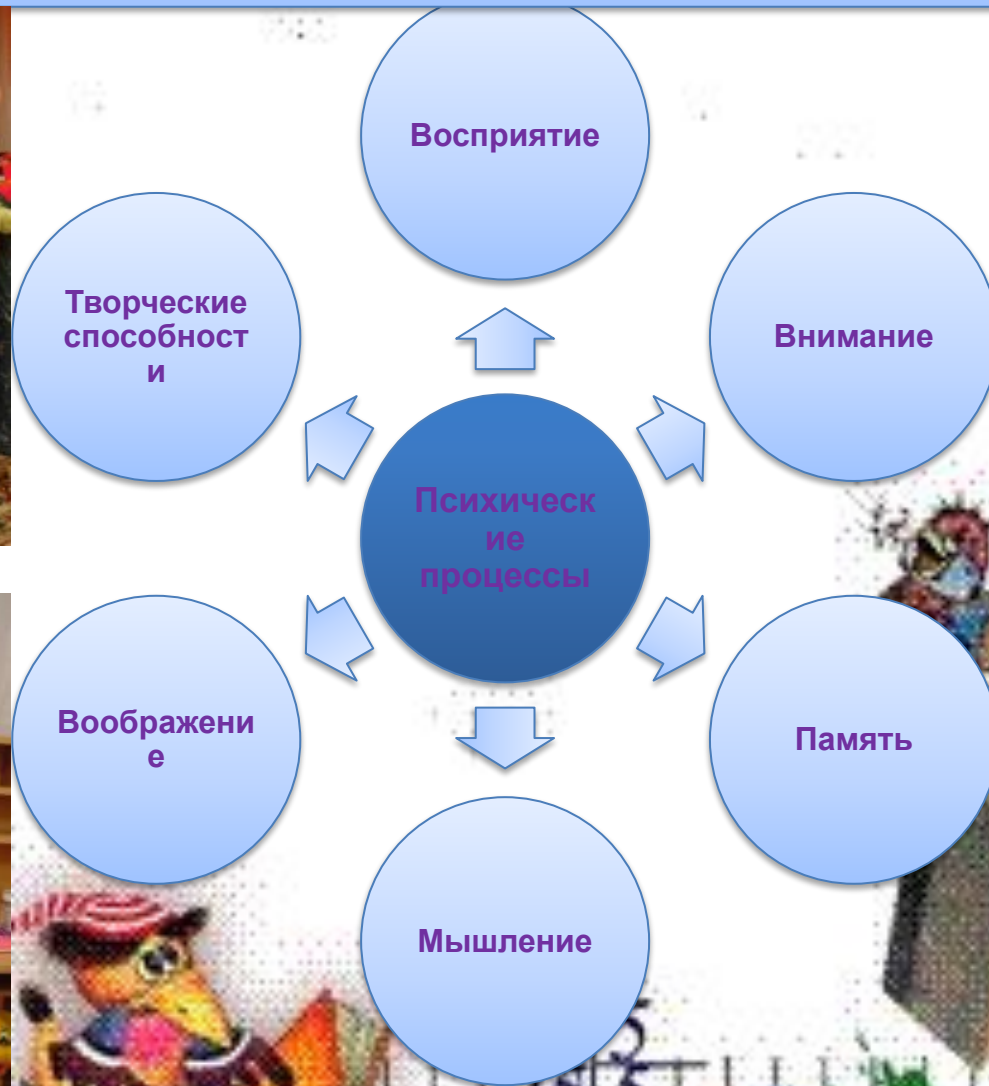 Восприятие
Творческие
способност
и
Внимание
Психическ
ие
процессы
Воображени
е
Память
Мышление